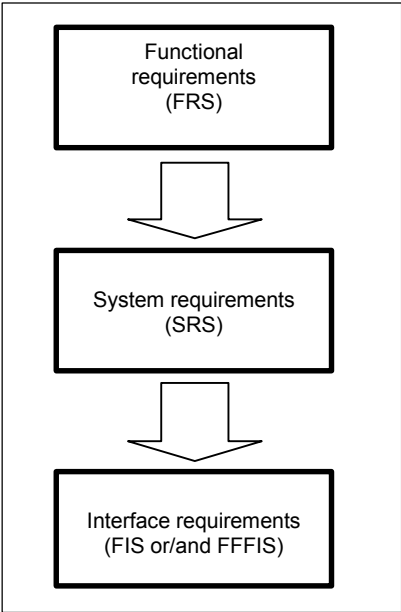 Functional
requirements
(FRS)
System requirements
(SRS)
Interface requirements
(FIS or/and FFFIS)